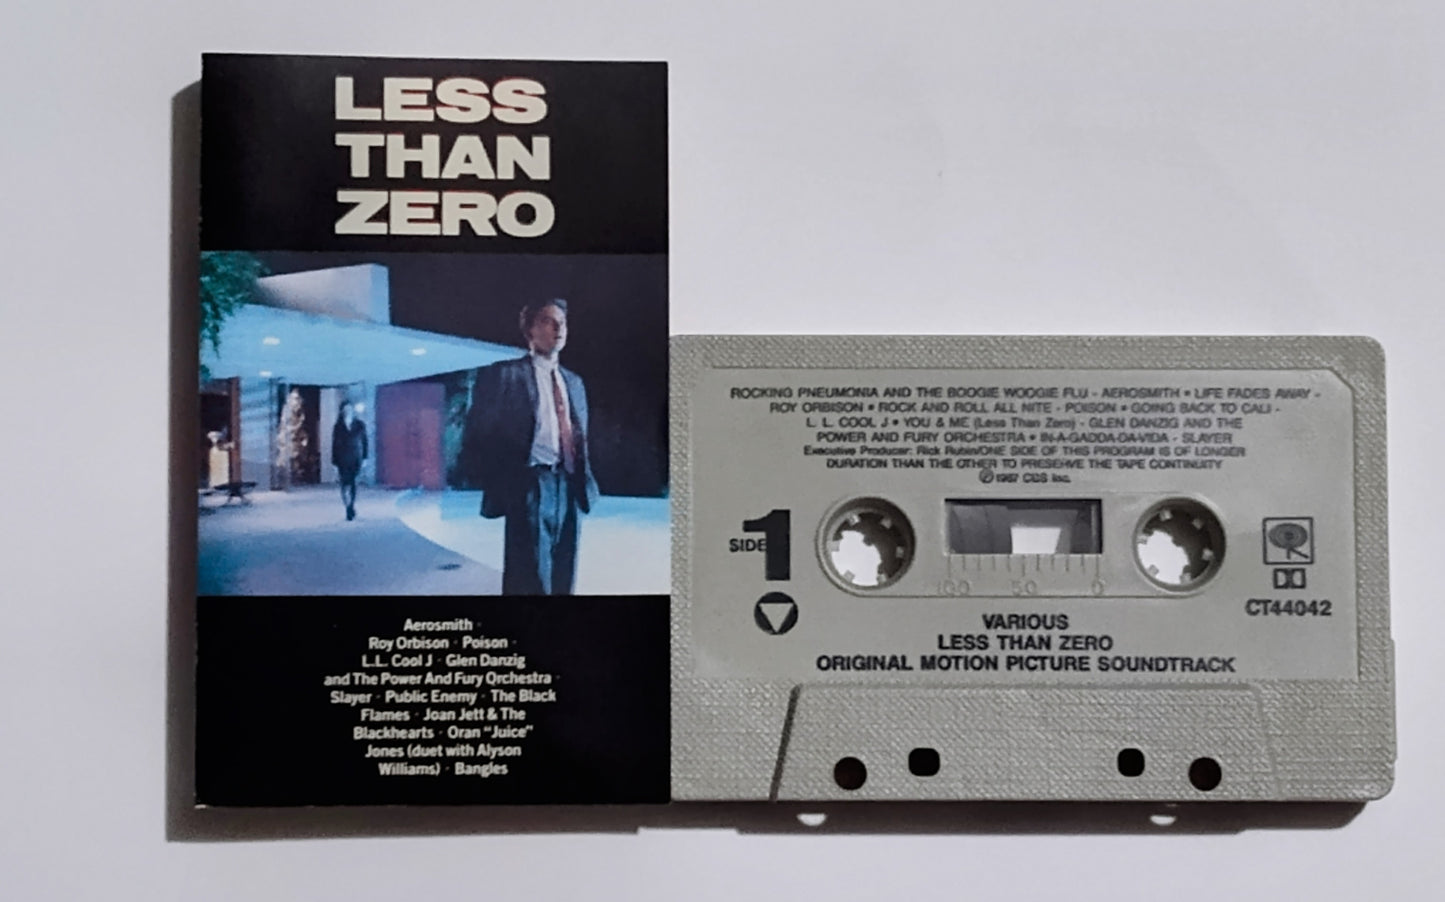 LESS
THAN
ZERO
Aerosmith ·
Roy Orbison · Poison ·
L.L. Cool J · Glen Danzig
and The Power And Fury Orchestra ·
Slayer · Public Enemy · The Black
Flames · Joan Jett & The
Blackhearts · Oran "Juice"
Jones (duet with Alyson
Williams) · Bangles
ROCKING PNEUMONIA AND THE BOOGIE WOOGIE FLU - AEROSMITH • LIFE FADES AWAY -
ROY ORBISON • ROCK AND ROLL ALL NITE - POISON • GOING BACK TO CALI -
L. L. COOL J • YOU & ME (Less Than Zero) - GLEN DANZIG AND THE
POWER AND FURY ORCHESTRA • IN-A-GADDA-DA-VIDA - SLAYER
Executive Producer: Rick Rubin/ONE SIDE OF THIS PROGRAM IS OF LONGER
DURATION THAN THE OTHER TO PRESERVE THE TAPE CONTINUITY
℗ 1987 CBS Inc.
SIDE 1
100 50 0
CT44042
VARIOUS
LESS THAN ZERO
ORIGINAL MOTION PICTURE SOUNDTRACK